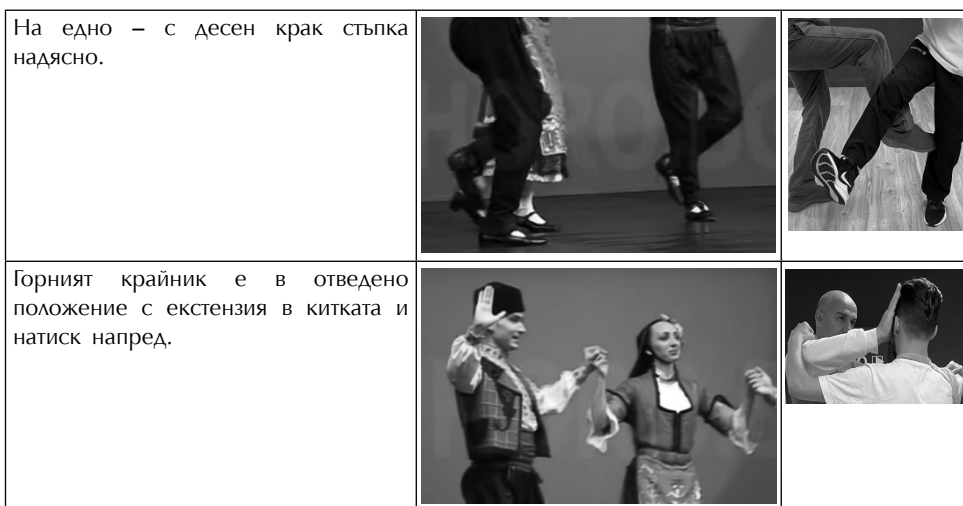 На едно – с десен крак стъпка
надясно.
Горният крайник е в отведено
положение с екстензия в китката и
натиск напред.